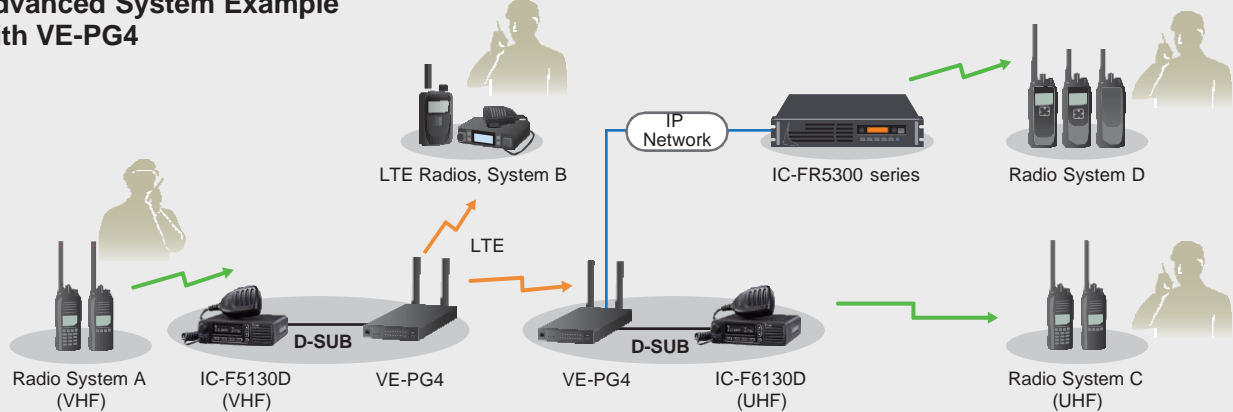 dvanced System Example
ith VE-PG4
IP
Network
LTE Radios, System B
IC-FR5300 series
Radio System D
LTE
D-SUB
D-SUB
Radio System A
(VHF)
IC-F5130D
(VHF)
VE-PG4
VE-PG4
IC-F6130D
(UHF)
Radio System C
(UHF)